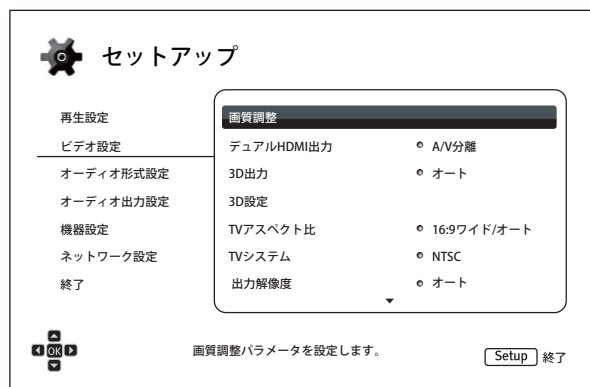 セットアップ
再生設定
ビデオ設定
オーディオ形式設定
オーディオ出力設定
機器設定
ネットワーク設定
終了
画質調整
デュアルHDMI出力 A/V分離
3D出力 オート
3D設定
TVアスペクト比 16:9ワイド/オート
TVシステム NTSC
出力解像度 オート
OK
画質調整パラメータを設定します。
Setup 終了